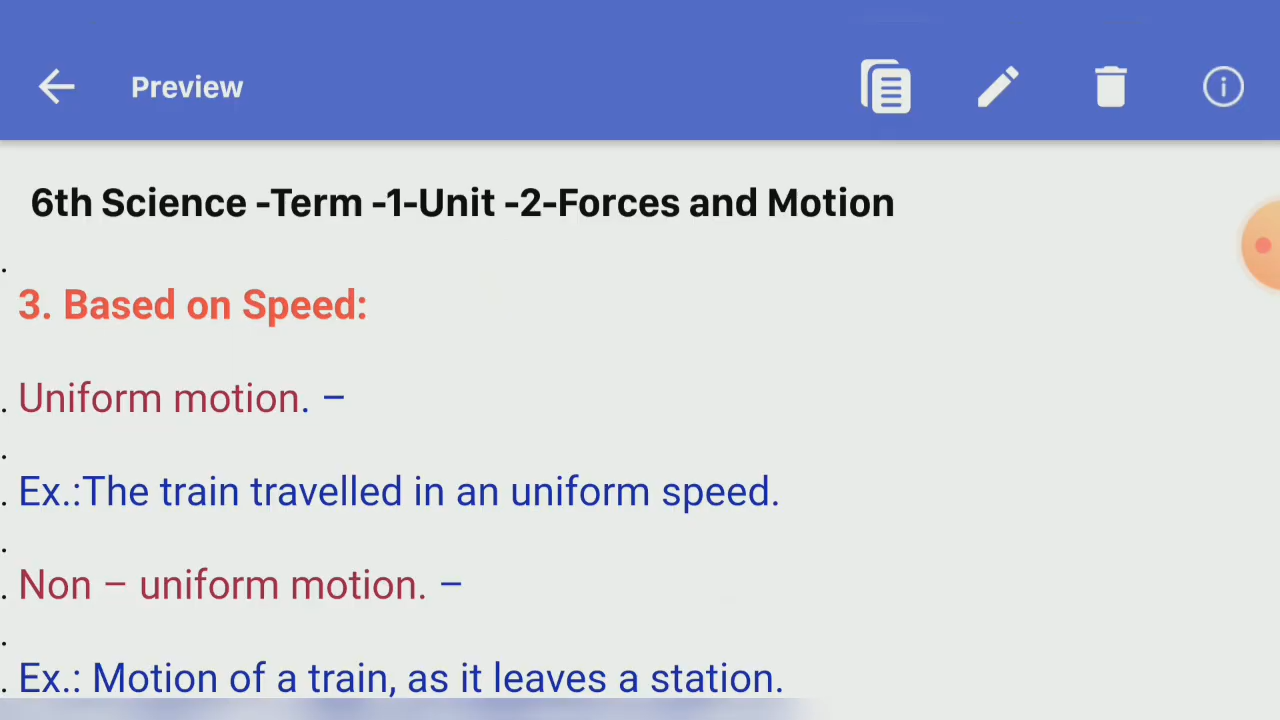 Preview
6th Science -Term -1-Unit -2-Forces and Motion
.
3. Based on Speed:
. Uniform motion. –
.
. Ex.:The train travelled in an uniform speed.
.
. Non – uniform motion. –
.
. Ex.: Motion of a train, as it leaves a station.